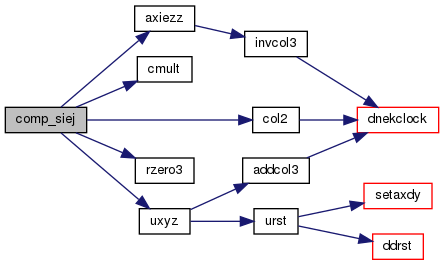 axiezz
invcol3
cmult
comp_siej
col2
dnekclock
rzero3
addcol3
setaxdy
uxyz
urst
ddrst